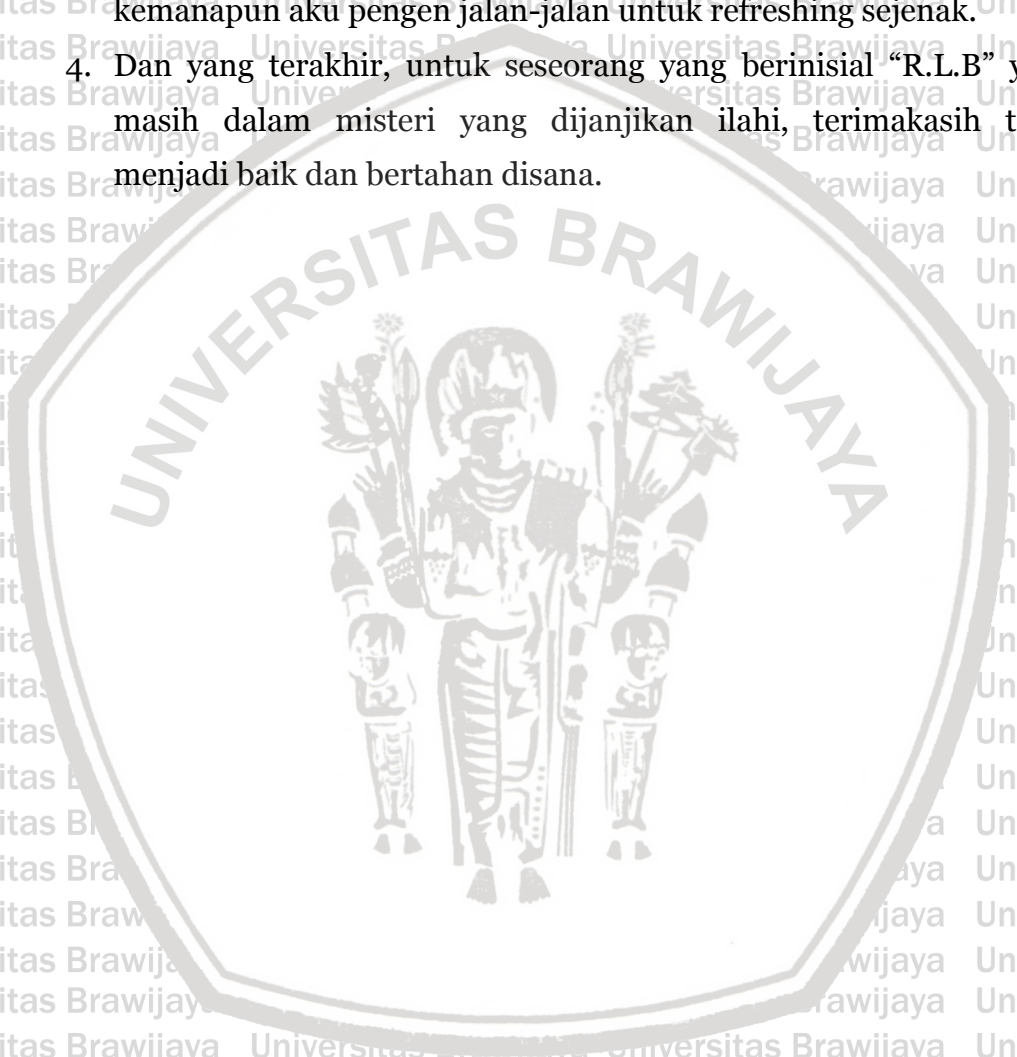 kemanapun aku pengen jalan-jalan untuk refreshing sejenak.
4. Dan yang terakhir, untuk seseorang yang berinisial “R.L.B” y
masih dalam misteri yang dijanjikan ilahi, terimakasih t
menjadi baik dan bertahan disana.
UNIVERSITAS BRAWIJAYA